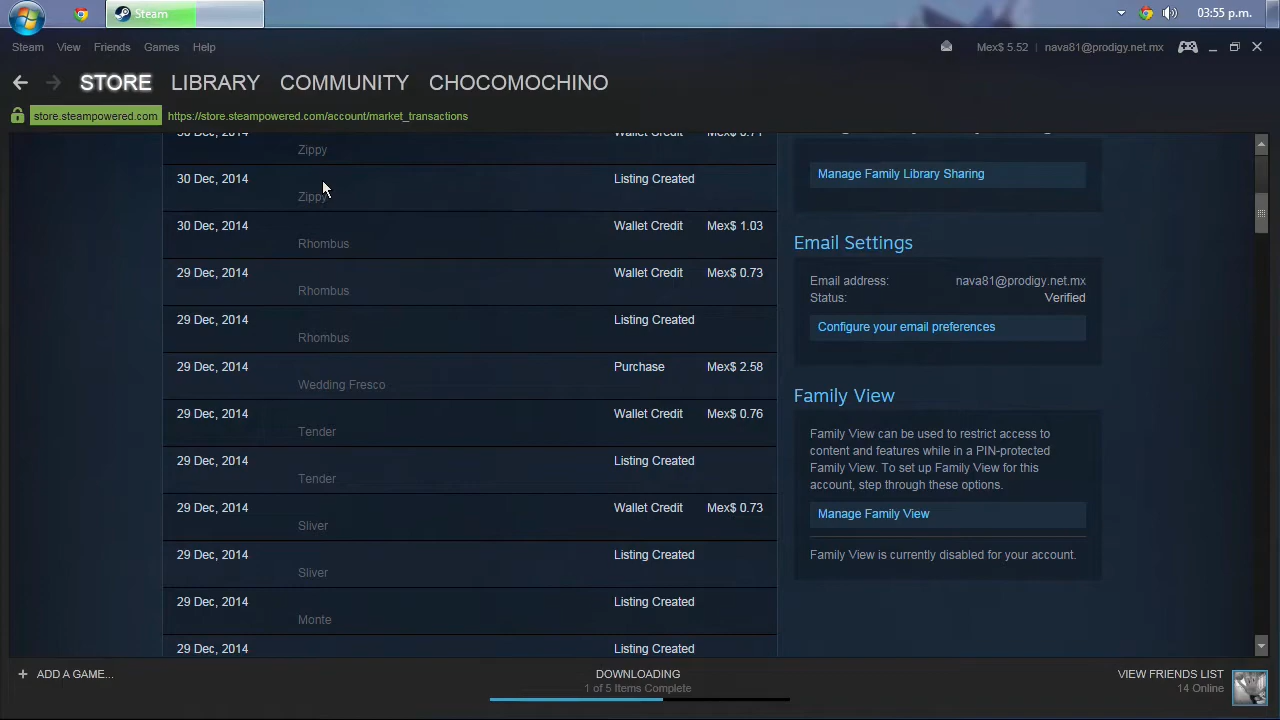 Steam
03:55 p.m.
Steam View Friends Games Help
Mex$ 5.52 nava81@prodigy.net.mx
STORE LIBRARY COMMUNITY CHOCOMOCHINO
store.steampowered.com https://store.steampowered.com/account/market_transactions
30 Dec, 2014 Wallet Credit
Zippy
30 Dec, 2014 Listing Created
Zippy
30 Dec, 2014 Wallet Credit Mex$ 1.03
Rhombus
29 Dec, 2014 Wallet Credit Mex$ 0.73
Rhombus
29 Dec, 2014 Listing Created
Rhombus
29 Dec, 2014 Purchase Mex$ 2.58
Wedding Fresco
29 Dec, 2014 Wallet Credit Mex$ 0.76
Tender
29 Dec, 2014 Listing Created
Tender
29 Dec, 2014 Wallet Credit Mex$ 0.73
Sliver
29 Dec, 2014 Listing Created
Sliver
29 Dec, 2014 Listing Created
Monte
29 Dec, 2014 Listing Created
Manage Family Library Sharing
Email Settings
Email address: nava81@prodigy.net.mx
Status: Verified
Configure your email preferences
Family View
Family View can be used to restrict access to
content and features while in a PIN-protected
Family View. To set up Family View for this
account, step through these options.
Manage Family View
Family View is currently disabled for your account.
+ ADD A GAME...
DOWNLOADING
1 of 5 Items Complete
VIEW FRIENDS LIST
14 Online